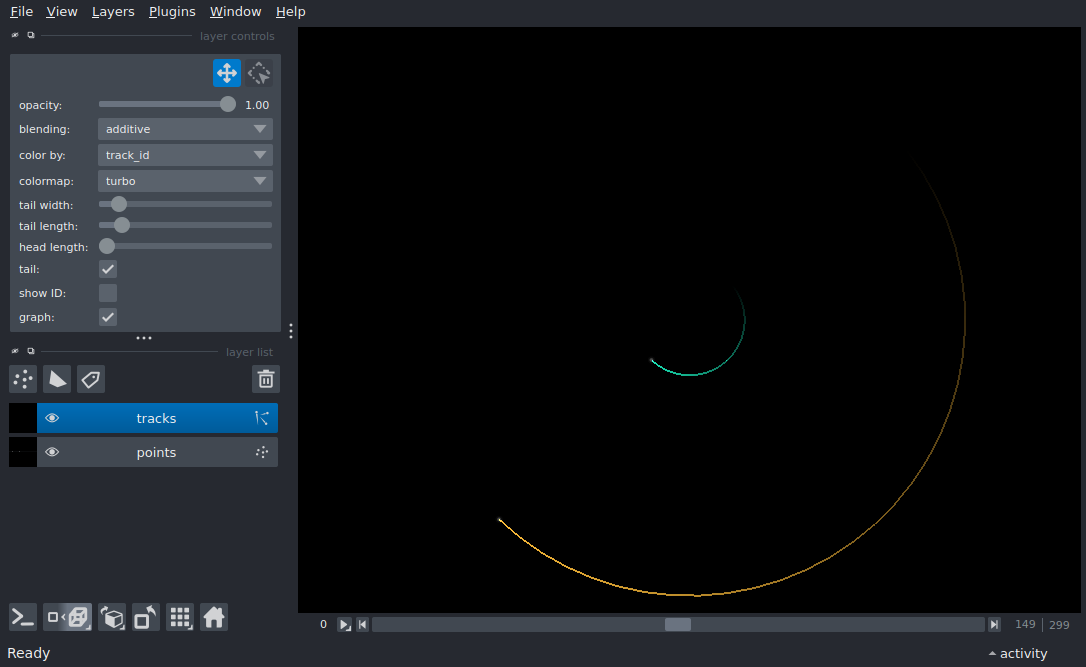 File View Layers Plugins Window Help
layer controls
opacity: 1.00
blending: additive
color by: track_id
colormap: turbo
tail width:
tail length:
head length:
tail:
show ID:
graph:
layer list
tracks
points
0 149 299
Ready activity